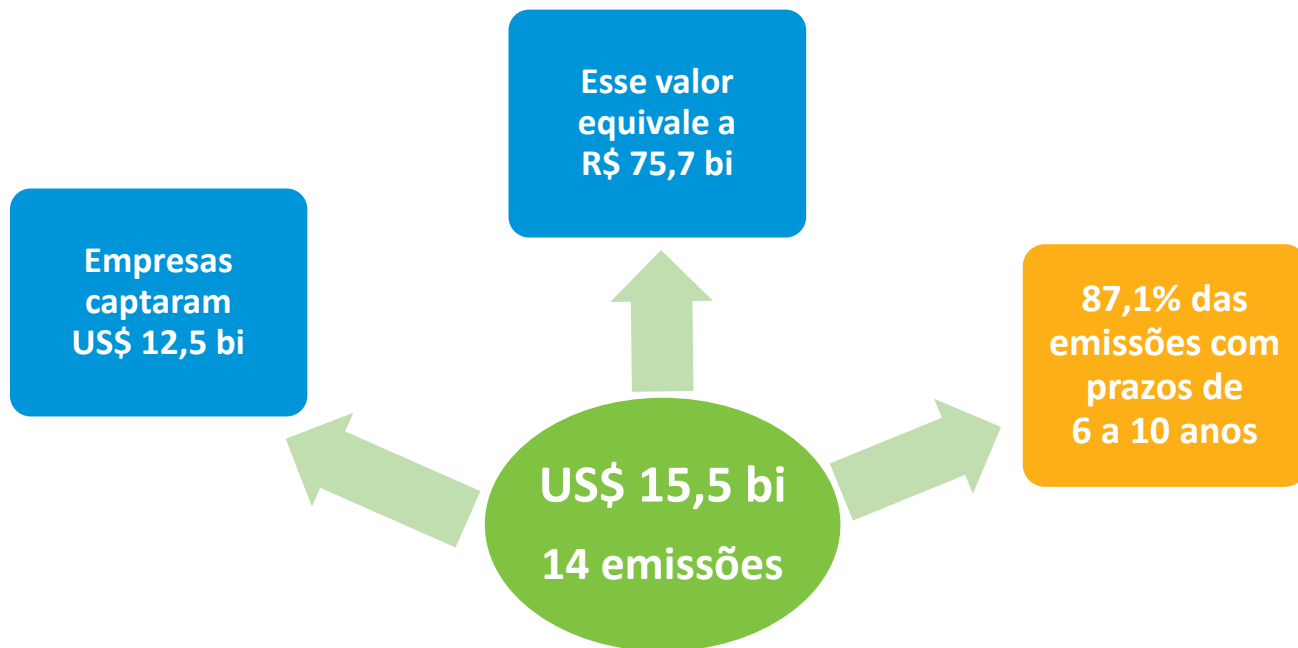 Esse valor
equivale a
R$ 75,7 bi
Empresas
captaram
US$ 12,5 bi
87,1% das
emissões com
prazos de
6 a 10 anos
US$ 15,5 bi
14 emissões